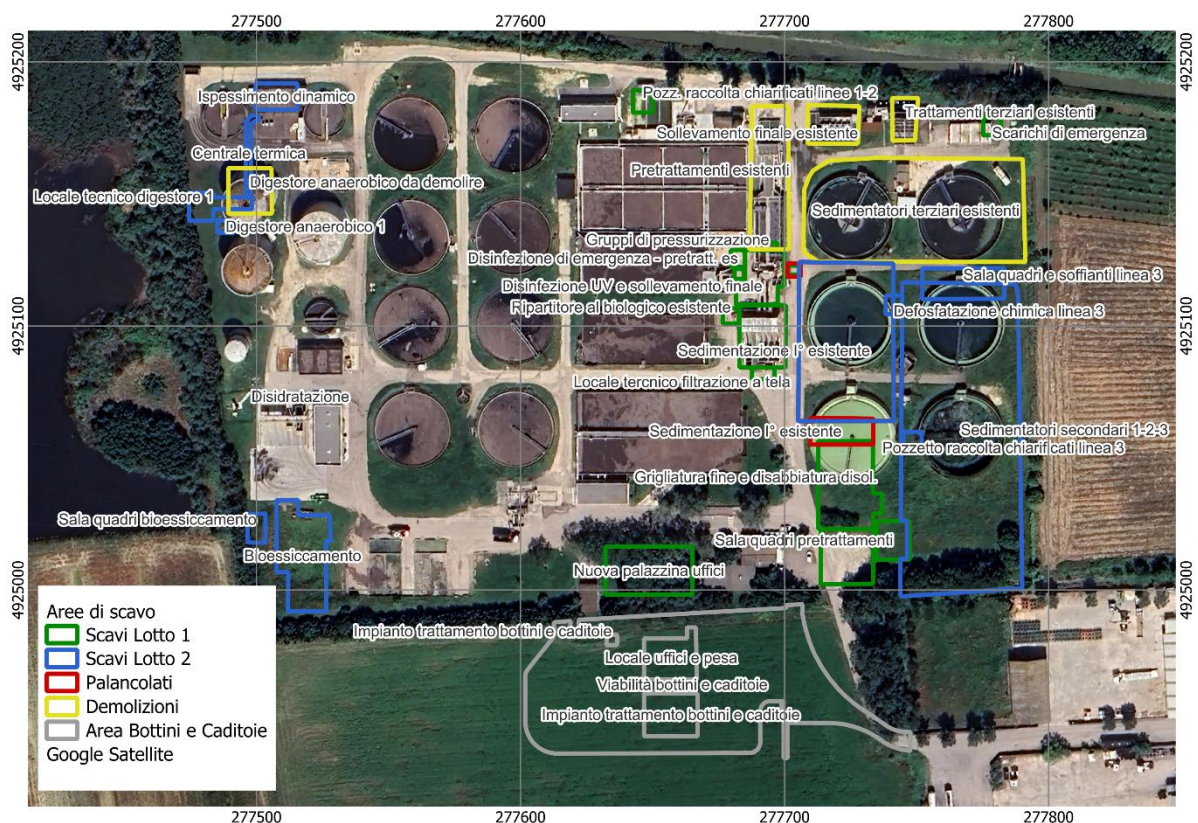 277500 277600 277700 277800
4925200
4925200
Ispessimento dinamico
Pozz. raccolta chiarificati linee 1-2
Trattamenti terziari esistenti
Sollevamento finale esistente
Scarichi di emergenza
Centrale termica
Pretrattamenti esistenti
Digestore anaerobico da demolire
Locale tecnico digestore 1
Sedimentatori terziari esistenti
Digestore anaerobico 1
Gruppi di pressurizzazione
Disinfezione di emergenza - pretratt. es
Sala quadri e soffianti linea 3
Disinfezione UV e sollevamento finale
Ripartitore al biologico esistente
Defosfatazione chimica linea 3
4925100
4925100
Sedimentazione I° esistente
Locale tercnico filtrazione a tela
Disidratazione
Sedimentazione I° esistente
Sedimentatori secondari 1-2-3
Pozzetto raccolta chiarificati linea 3
Grigliatura fine e disabbiatura disol.
Sala quadri bioessiccamento
Sala quadri pretrattamenti
Bioessiccamento
Nuova palazzina uffici
4925000
4925000
Impianto trattamento bottini e caditoie
Locale uffici e pesa
Viabilità bottini e caditoie
Impianto trattamento bottini e caditoie
Aree di scavo
Scavi Lotto 1
Scavi Lotto 2
Palancolati
Demolizioni
Area Bottini e Caditoie
Google Satellite
277500 277600 277700 277800